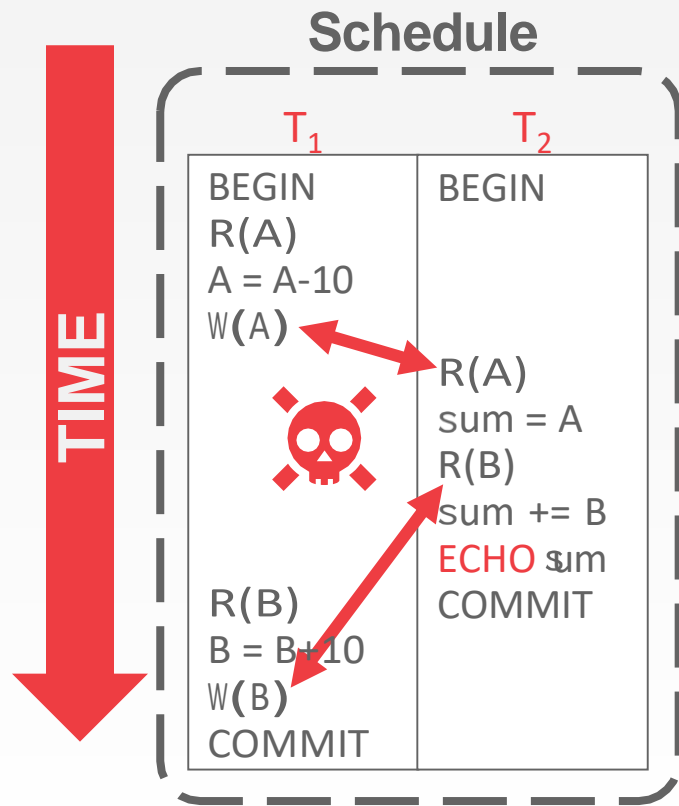 Schedule
TIME
T₁
BEGIN
R(A)
A = A-10
W(A)
R(B)
B = B+10
W(B)
COMMIT
T₂
BEGIN
R(A)
sum = A
R(B)
sum += B
ECHO sum
COMMIT